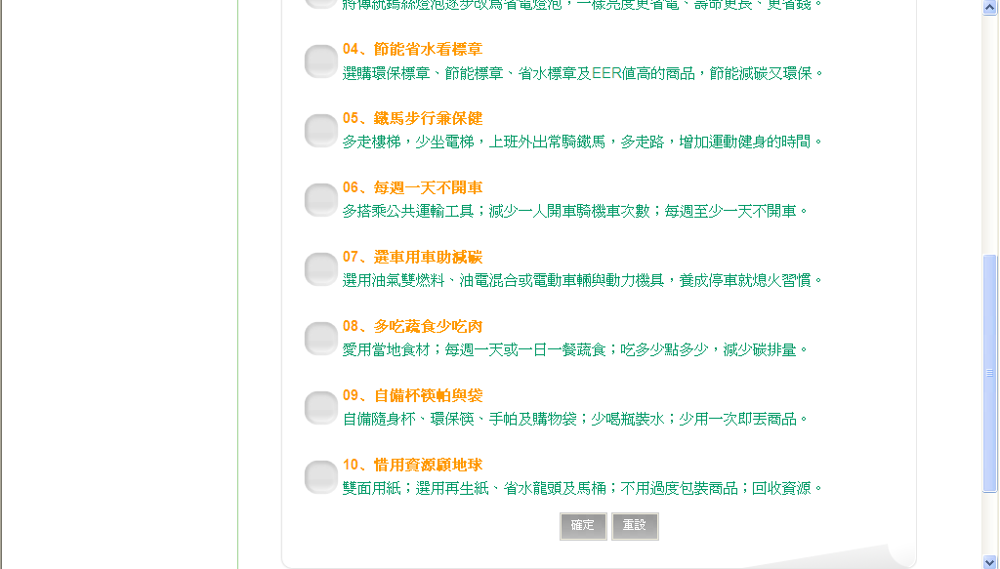 將傳統鎢絲燈泡逐步改為省電燈泡，一樣亮度更省電、壽命更長、更省錢。
04、節能省水看標章
選購環保標章、節能標章、省水標章及EER值高的商品，節能減碳又環保。
05、鐵馬步行兼保健
多走樓梯，少坐電梯，上班外出常騎鐵馬，多走路，增加運動健身的時間。
06、每週一天不開車
多搭乘公共運輸工具；減少一人開車騎機車次數；每週至少一天不開車。
07、選車用車助減碳
選用油氣雙燃料、油電混合或電動車輛與動力機具，養成停車就熄火習慣。
08、多吃蔬食少吃肉
愛用當地食材；每週一天或一日一餐蔬食；吃多少點多少，減少碳排量。
09、自備杯筷帕與袋
自備隨身杯、環保筷、手帕及購物袋；少喝瓶裝水；少用一次即丟商品。
10、惜用資源顧地球
雙面用紙；選用再生紙、省水龍頭及馬桶；不用過度包裝商品；回收資源。
確定 重設